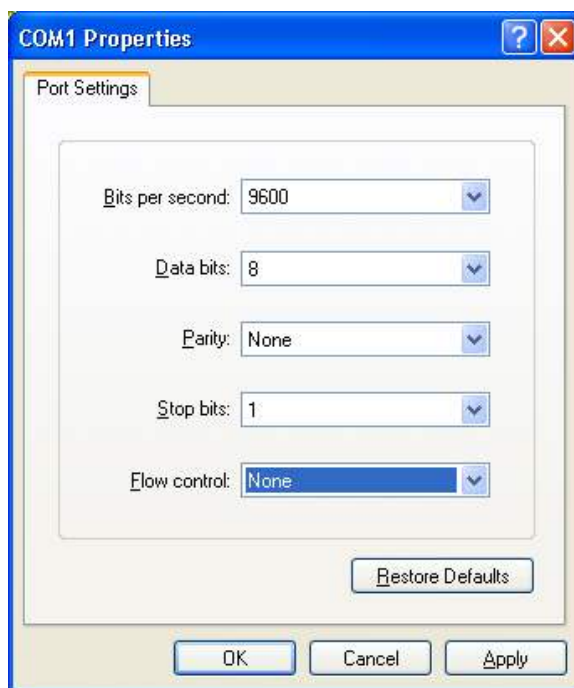 COM1 Properties
Port Settings
Bits per second: 9600
Data bits: 8
Parity: None
Stop bits: 1
Flow control: None
Restore Defaults
OK Cancel Apply